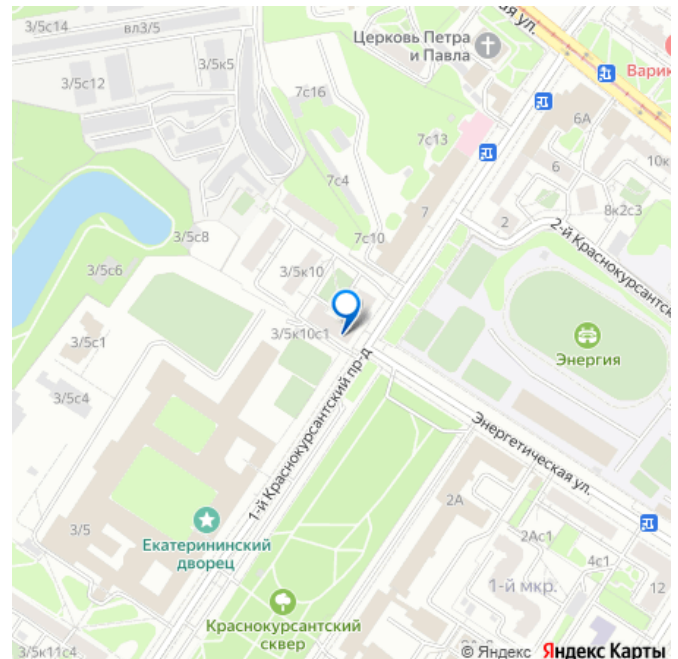 3/5с14
вл3/5
ая ул.
Церковь Петра
и Павла
3/5к5
Варик
3/5с12
7с16
6А
7с13
6
10к
7с4
8к2с3
7
2
7с10
3/5с8
2-й Краснокурсантск
3/5с6
3/5к10
3/5к10с1
Энергия
3/5с1
3/5с4
1-й Краснокурсантский пр-д
Энергетическая ул.
2А
3/5
Екатерининский
дворец
2Ас1
4с1
1-й мкр.
12
Краснокурсантский
сквер
3/5к11с4
© Яндекс Яндекс Карты